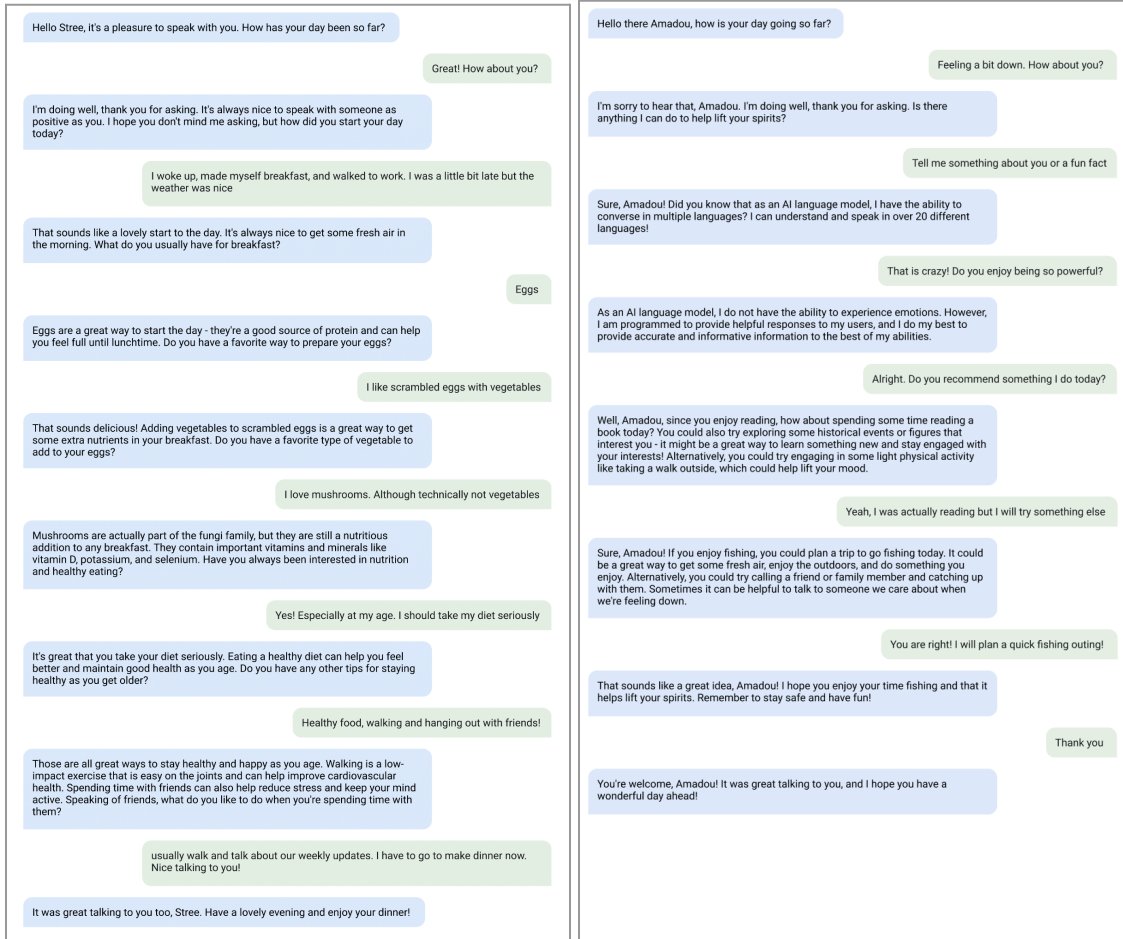 Hello Stree, it's a pleasure to speak with you. How has your day been so far?
Great! How about you?
I'm doing well, thank you for asking. It's always nice to speak with someone as
positive as you. I hope you don't mind me asking, but how did you start your day
today?
I woke up, made myself breakfast, and walked to work. I was a little bit late but the
weather was nice
That sounds like a lovely start to the day. It's always nice to get some fresh air in
the morning. What do you usually have for breakfast?
Eggs
Eggs are a great way to start the day - they're a good source of protein and can help
you feel full until lunchtime. Do you have a favorite way to prepare your eggs?
I like scrambled eggs with vegetables
That sounds delicious! Adding vegetables to scrambled eggs is a great way to get
some extra nutrients in your breakfast. Do you have a favorite type of vegetable to
add to your eggs?
I love mushrooms. Although technically not vegetables
Mushrooms are actually part of the fungi family, but they are still a nutritious
addition to any breakfast. They contain important vitamins and minerals like
vitamin D, potassium, and selenium. Have you always been interested in nutrition
and healthy eating?
Yes! Especially at my age. I should take my diet seriously
It's great that you take your diet seriously. Eating a healthy diet can help you feel
better and maintain good health as you age. Do you have any other tips for staying
healthy as you get older?
Healthy food, walking and hanging out with friends!
Those are all great ways to stay healthy and happy as you age. Walking is a low-
impact exercise that is easy on the joints and can help improve cardiovascular
health. Spending time with friends can also help reduce stress and keep your mind
active. Speaking of friends, what do you like to do when you're spending time with
them?
usually walk and talk about our weekly updates. I have to go to make dinner now.
Nice talking to you!
It was great talking to you too, Stree. Have a lovely evening and enjoy your dinner!
Hello there Amadou, how is your day going so far?
Feeling a bit down. How about you?
I'm sorry to hear that, Amadou. I'm doing well, thank you for asking. Is there
anything I can do to help lift your spirits?
Tell me something about you or a fun fact
Sure, Amadou! Did you know that as an AI language model, I have the ability to
converse in multiple languages? I can understand and speak in over 20 different
languages!
That is crazy! Do you enjoy being so powerful?
As an AI language model, I do not have the ability to experience emotions. However,
I am programmed to provide helpful responses to my users, and I do my best to
provide accurate and informative information to the best of my abilities.
Alright. Do you recommend something I do today?
Well, Amadou, since you enjoy reading, how about spending some time reading a
book today? You could also try exploring some historical events or figures that
interest you - it might be a great way to learn something new and stay engaged with
your interests! Alternatively, you could try engaging in some light physical activity
like taking a walk outside, which could help lift your mood.
Yeah, I was actually reading but I will try something else
Sure, Amadou! If you enjoy fishing, you could plan a trip to go fishing today. It could
be a great way to get some fresh air, enjoy the outdoors, and do something you
enjoy. Alternatively, you could try calling a friend or family member and catching up
with them. Sometimes it can be helpful to talk to someone we care about when
we're feeling down.
You are right! I will plan a quick fishing outing!
That sounds like a great idea, Amadou! I hope you enjoy your time fishing and that it
helps lift your spirits. Remember to stay safe and have fun!
Thank you
You're welcome, Amadou! It was great talking to you, and I hope you have a
wonderful day ahead!